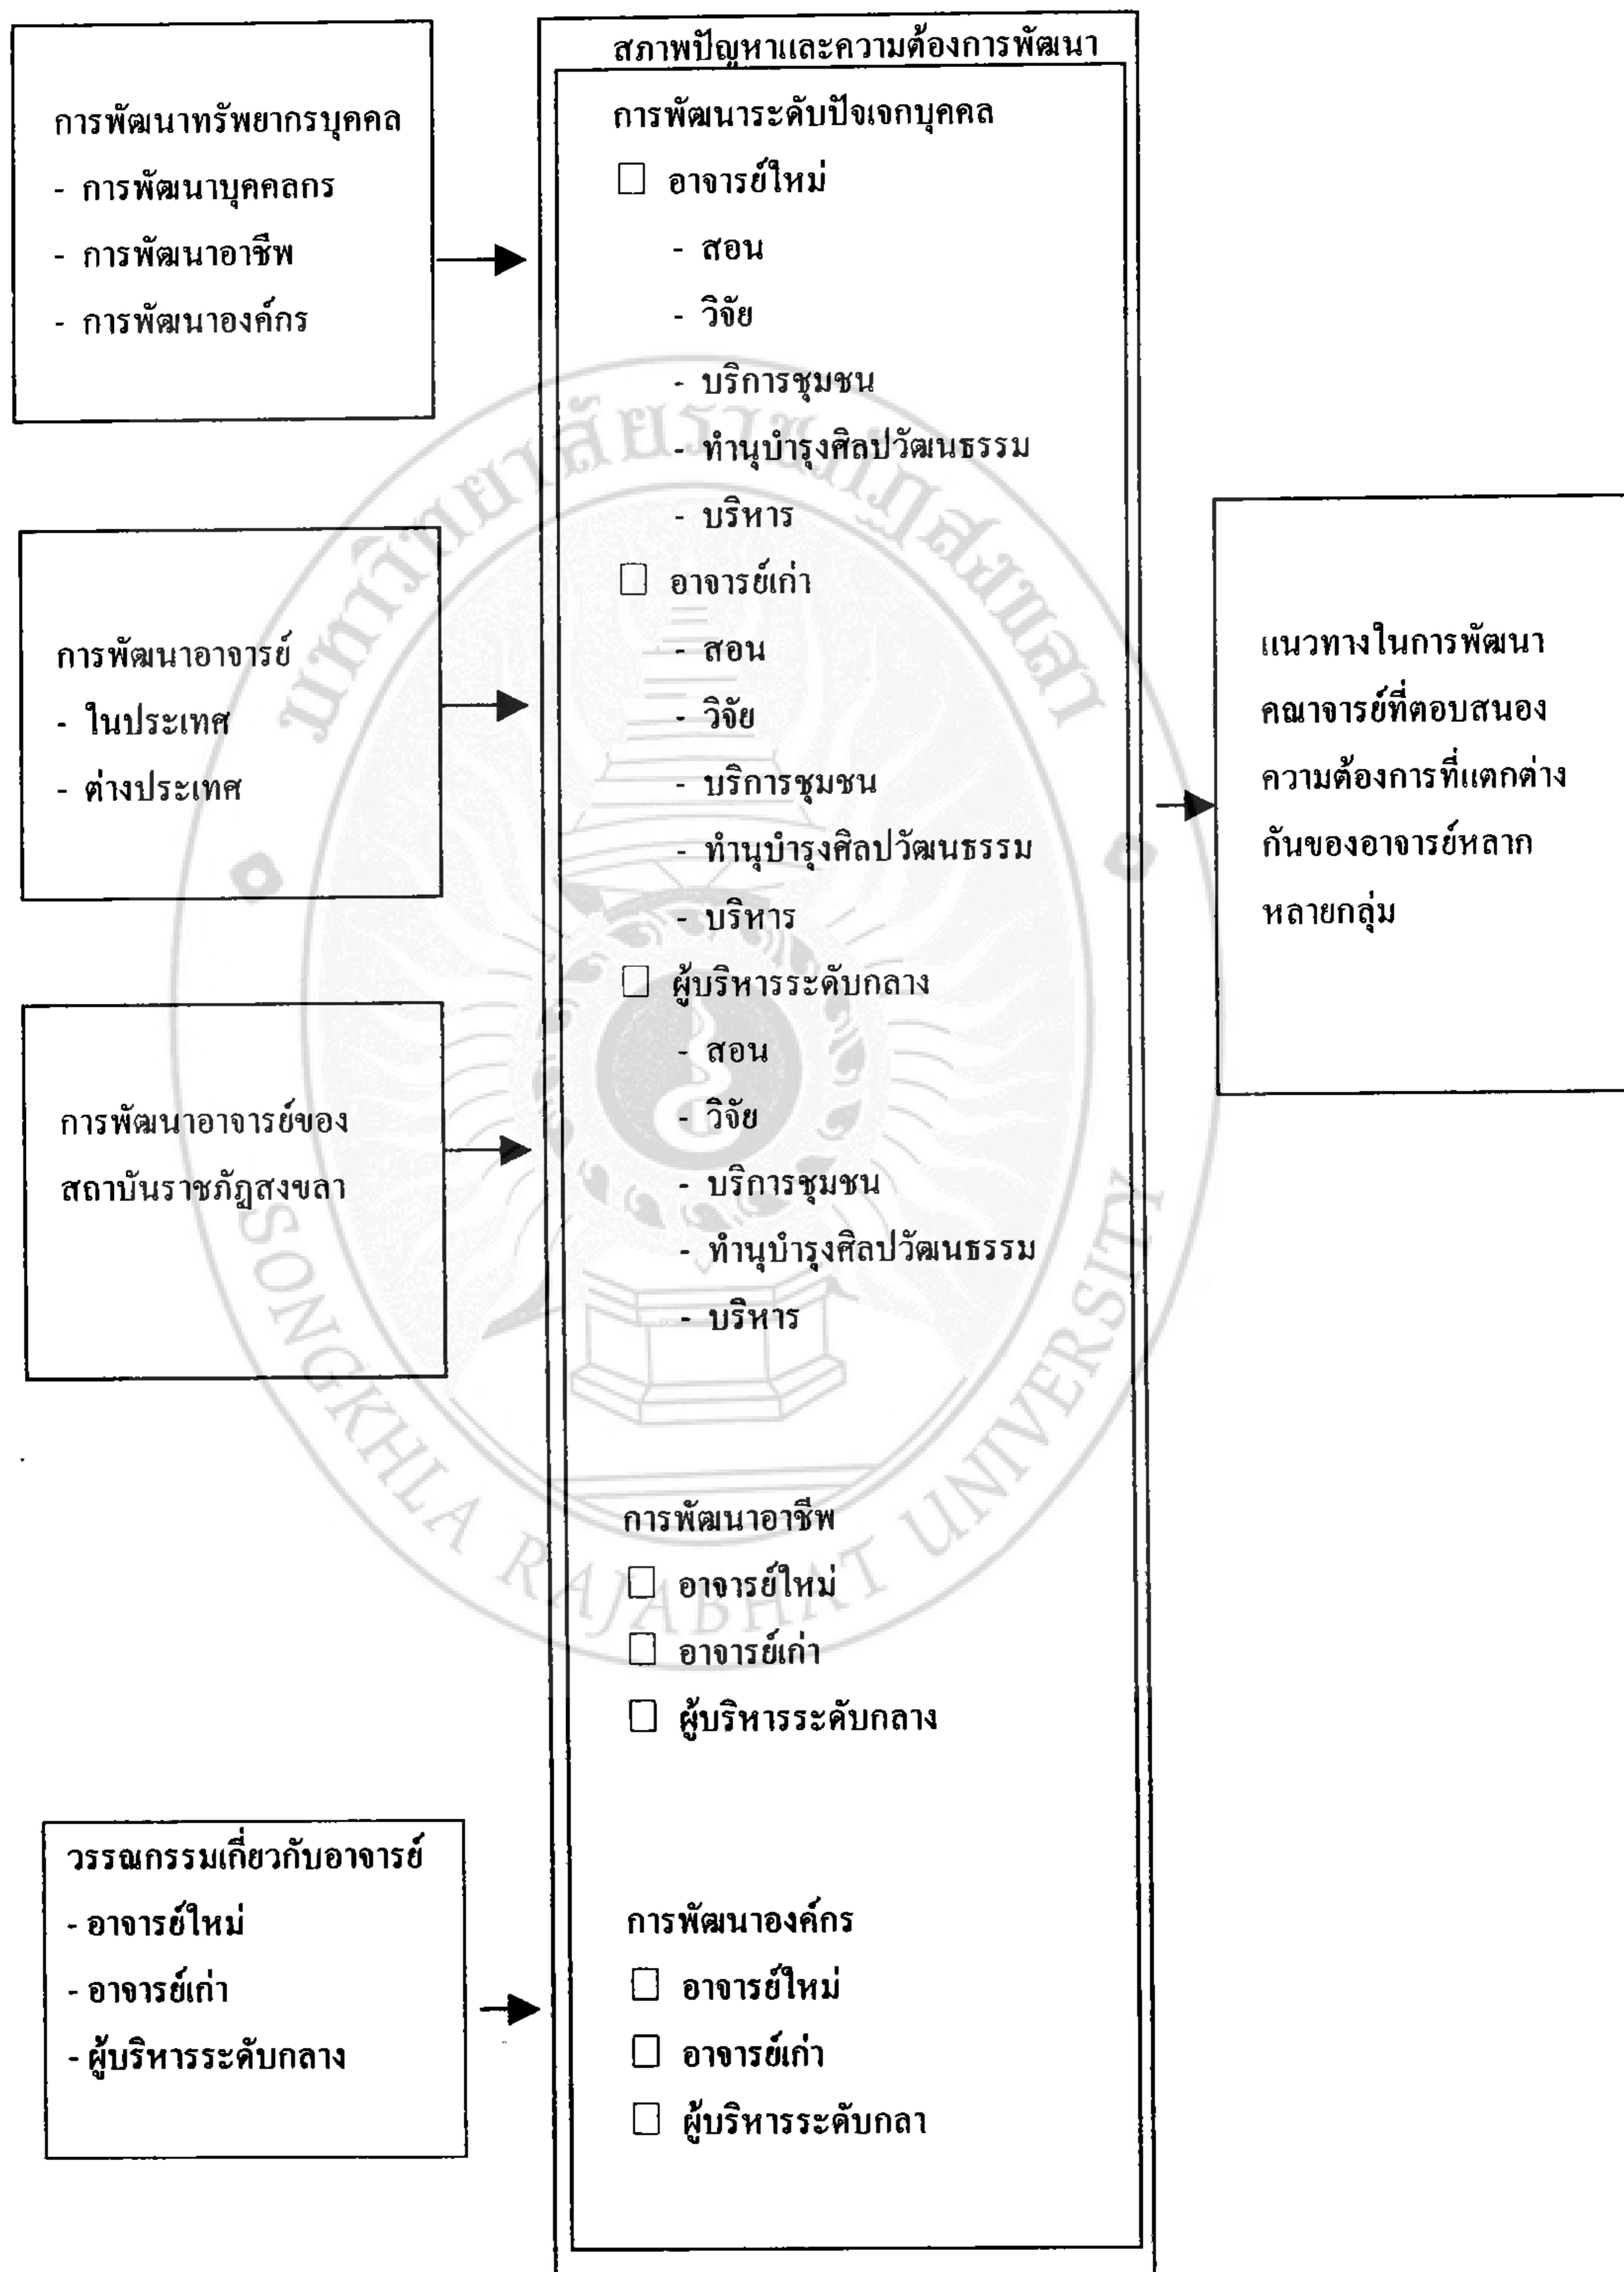 การพัฒนาทรัพยากรบุคคล
- การพัฒนาบุคคลกร
- การพัฒนาอาชีพ
- การพัฒนาองค์กร
การพัฒนาอาจารย์
- ในประเทศ
- ต่างประเทศ
การพัฒนาอาจารย์ของ
สถาบันราชภัฏสงขลา
วรรณกรรมเกี่ยวกับอาจารย์
- อาจารย์ใหม่
- อาจารย์เก่า
- ผู้บริหารระดับกลาง
สภาพปัญหาและความต้องการพัฒนา
การพัฒนาระดับปัจเจกบุคคล
☐ อาจารย์ใหม่
- สอน
- วิจัย
- บริการชุมชน
- ทำนุบำรุงศิลปวัฒนธรรม
- บริหาร
☐ อาจารย์เก่า
- สอน
- วิจัย
- บริการชุมชน
- ทำนุบำรุงศิลปวัฒนธรรม
- บริหาร
☐ ผู้บริหารระดับกลาง
- สอน
- วิจัย
- บริการชุมชน
- ทำนุบำรุงศิลปวัฒนธรรม
- บริหาร
การพัฒนาอาชีพ
☐ อาจารย์ใหม่
☐ อาจารย์เก่า
☐ ผู้บริหารระดับกลาง
การพัฒนาองค์กร
☐ อาจารย์ใหม่
☐ อาจารย์เก่า
☐ ผู้บริหารระดับกลา
แนวทางในการพัฒนา
คณาจารย์ที่ตอบสนอง
ความต้องการที่แตกต่าง
กันของอาจารย์หลาก
หลายกลุ่ม
มหาวิทยาลัยราชภัฏสงขลา
SONGKHLA RAJABHAT UNIVERSITY